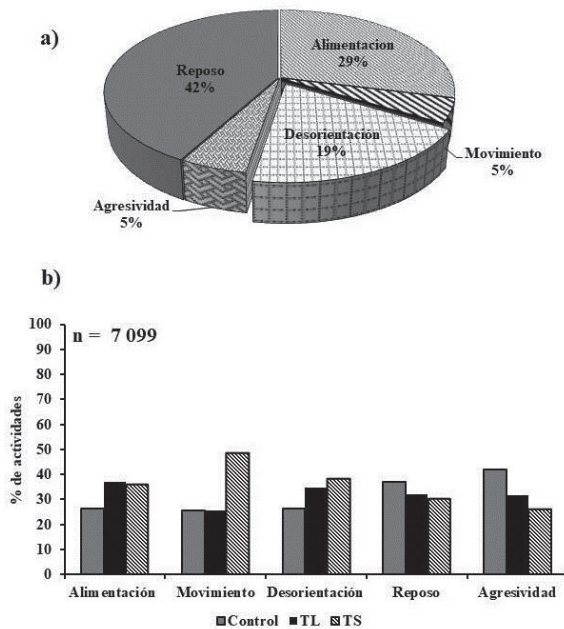 a)
Alimentacion
29%
Reposo
42%
Desorientación
19%
Movimiento
5%
Agresividad
5%
b)
n = 7 099
% de actividades
100
90
80
70
60
50
40
30
20
10
0
Alimentación Movimiento Desorientación Reposo Agresividad
Control TL TS